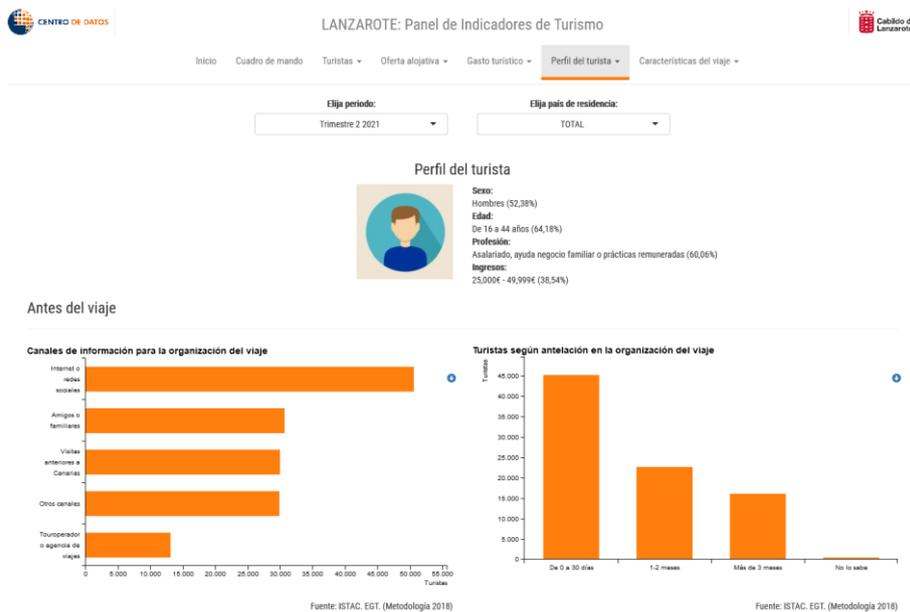 CENTRO DE DATOS
LANZAROTE: Panel de Indicadores de Turismo
Cabildo d
Lanzarote
Inicio
Cuadro de mando
Turistas
Oferta alojativa
Gasto turístico
Perfil del turista
Características del viaje
Elija periodo:
Elija país de residencia:
Trimestre 2 2021
TOTAL
Perfil del turista
Sexo:
Hombres (52,38%)
Edad:
De 16 a 44 años (64,18%)
Profesión:
Asalariado, ayuda negocio familiar o prácticas remuneradas (60,06%)
Ingresos:
25,000€ - 49,999€ (38,54%)
Antes del viaje
Canales de información para la organización del viaje
Internet o
redes
sociales
Amigos o
familiares
Visitas
anteriores a
Canarias
Otros canales
Touroperador
o agencia de
viajes
0 5.000 10.000 15.000 20.000 25.000 30.000 35.000 40.000 45.000 50.000 55.000
Turistas
Fuente: ISTAC. EGT. (Metodología 2018)
Turistas según antelación en la organización del viaje
Turistas
45.000
40.000
35.000
30.000
25.000
20.000
15.000
10.000
5.000
0
De 0 a 30 días
1-2 meses
Más de 3 meses
No lo sabe
Fuente: ISTAC. EGT. (Metodología 2018)